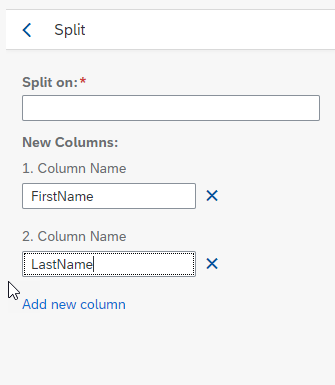 Split
Split on:*
New Columns:
1. Column Name
FirstName
2. Column Name
LastName
Add new column